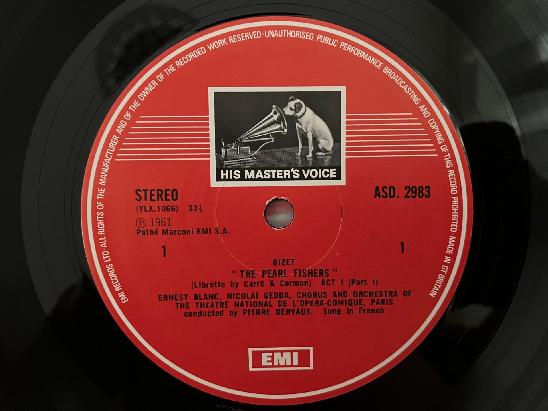 EMI RECORDS LTD·ALL RIGHTS OF THE MANUFACTURER AND OF THE OWNER OF THE RECORDED WORK RESERVED·UNAUTHORISED PUBLIC PERFORMANCE BROADCASTING AND COPYING OF THIS RECORD PROHIBITED MADE IN GT BRITAIN
HIS MASTER'S VOICE
STEREO
(YLX.1066) 33⅓
ASD. 2983
℗ 1961
Pathé Marconi EMI S.A.
1
1
BIZET
"THE PEARL FISHERS"
(Libretto by Carré & Cormon) ACT I (Part I)
ERNEST BLANC, NICOLAI GEDDA, CHORUS AND ORCHESTRA OF
THE THEATRE NATIONAL DE L'OPERA-COMIQUE, PARIS
conducted by PIERRE DERVAUX. Sung in French
EMI